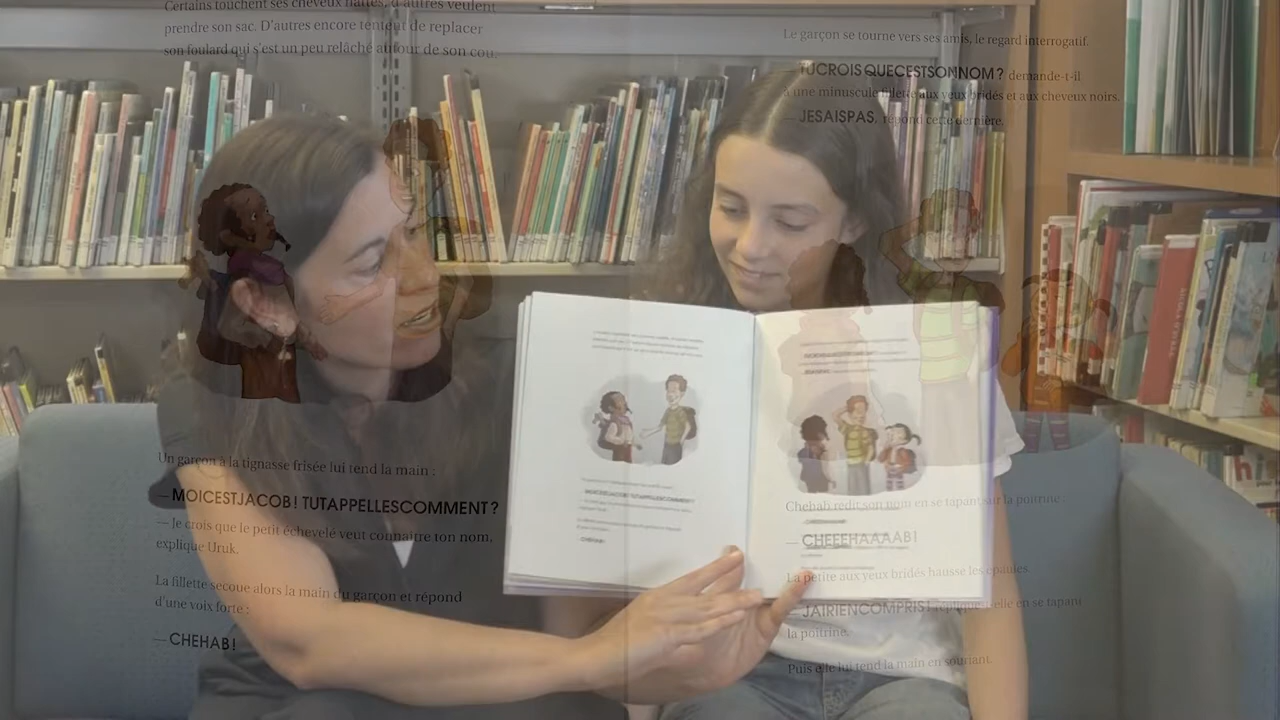 Certains touchent ses cheveux nattés, d'autres veulent
prendre son sac. D'autres encore tentent de replacer
son foulard qui s'est un peu relâché autour de son cou.
Un garçon à la tignasse frisée lui tend la main :
— MOICESTJACOB! TUTAPPELLESCOMMENT?
— Je crois que le petit échevelé veut connaitre ton nom,
explique Uruk.
La fillette secoue alors la main du garçon et répond
d'une voix forte :
— CHEHAB!
Le garçon se tourne vers ses amis, le regard interrogatif.
— TUCROISQUECESTSONNOM? demande-t-il
à une minuscule fillette aux yeux bridés et aux cheveux noirs.
— JESAISPAS, répond cette dernière.
Chehab redit son nom en se tapant sur la poitrine :
— CHEEEHAAAAB!
La petite aux yeux bridés hausse les épaules.
— JAIRIENCOMPRIS! réplique-t-elle en se tapant
la poitrine.
Puis elle lui tend la main en souriant.